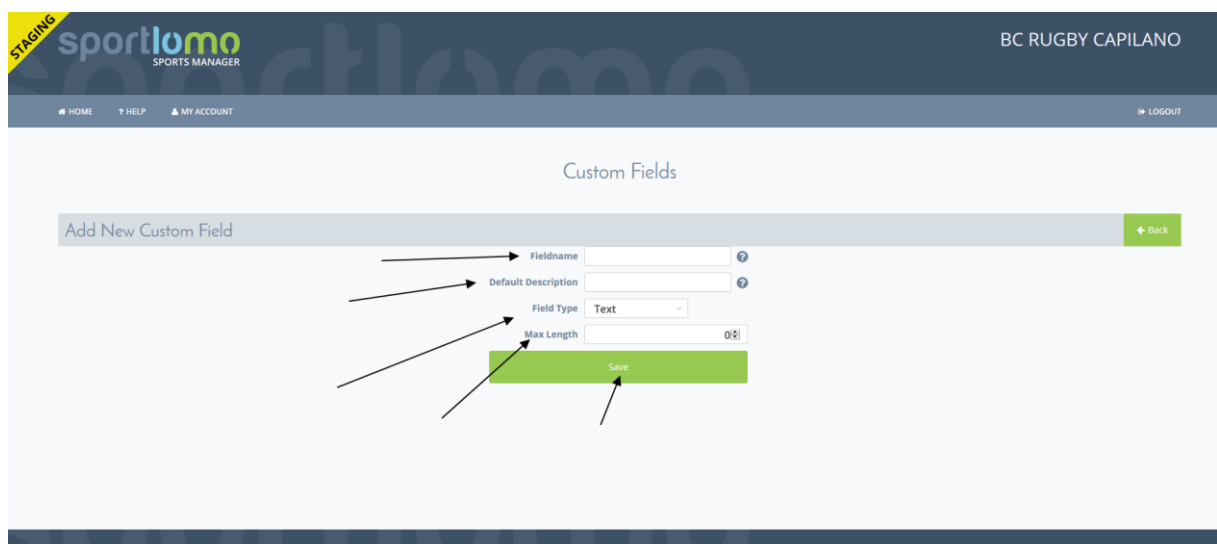 STAGING
sportlomo
SPORTS MANAGER
BC RUGBY CAPILANO
HOME ? HELP MY ACCOUNT LOGOUT
Custom Fields
Add New Custom Field Back
Fieldname ?
Default Description ?
Field Type Text
Max Length 0
Save
sportlomo